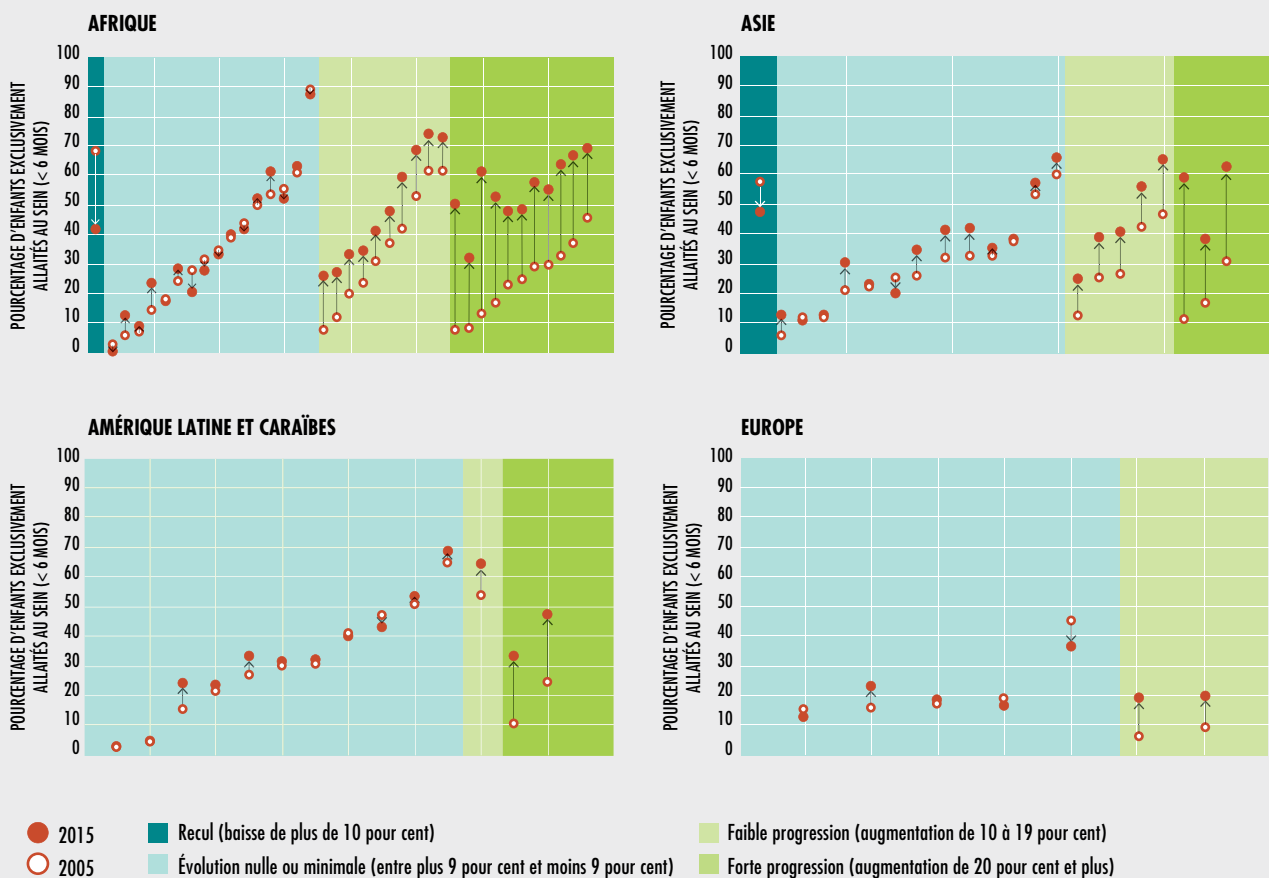 AFRIQUE
POURCENTAGE D'ENFANTS EXCLUSIVEMENT
ALLAITÉS AU SEIN (< 6 MOIS)
100
90
80
70
60
50
40
30
20
10
0
ASIE
POURCENTAGE D'ENFANTS EXCLUSIVEMENT
ALLAITÉS AU SEIN (< 6 MOIS)
100
90
80
70
60
50
40
30
20
10
0
AMÉRIQUE LATINE ET CARAÏBES
POURCENTAGE D'ENFANTS EXCLUSIVEMENT
ALLAITÉS AU SEIN (< 6 MOIS)
100
90
80
70
60
50
40
30
20
10
0
EUROPE
POURCENTAGE D'ENFANTS EXCLUSIVEMENT
ALLAITÉS AU SEIN (< 6 MOIS)
100
90
80
70
60
50
40
30
20
10
0
2015
2005
Recul (baisse de plus de 10 pour cent)
Évolution nulle ou minimale (entre plus 9 pour cent et moins 9 pour cent)
Faible progression (augmentation de 10 à 19 pour cent)
Forte progression (augmentation de 20 pour cent et plus)